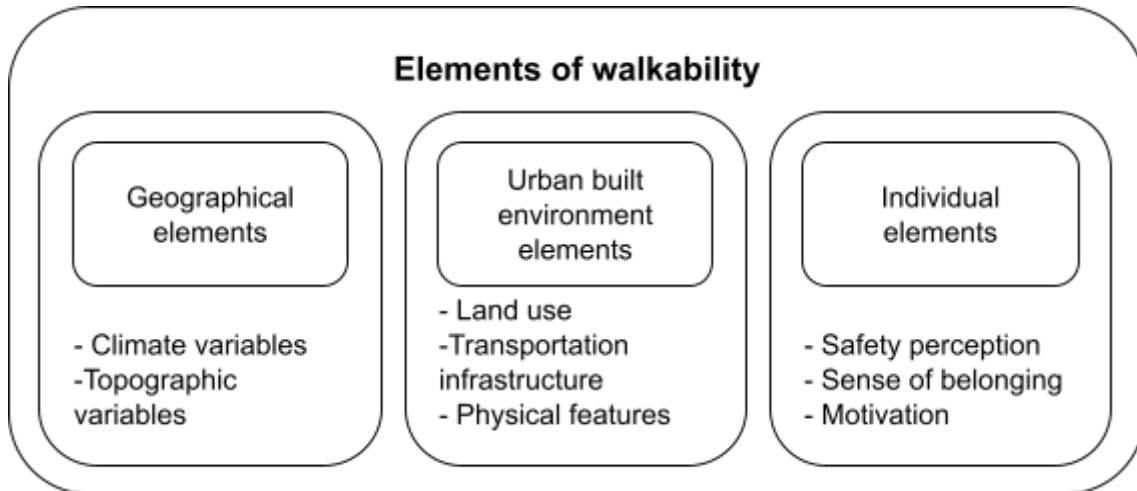 Elements of walkability
Geographical
elements
- Climate variables
-Topographic
variables
Urban built
environment
elements
- Land use
-Transportation
infrastructure
- Physical features
Individual
elements
- Safety perception
- Sense of belonging
- Motivation